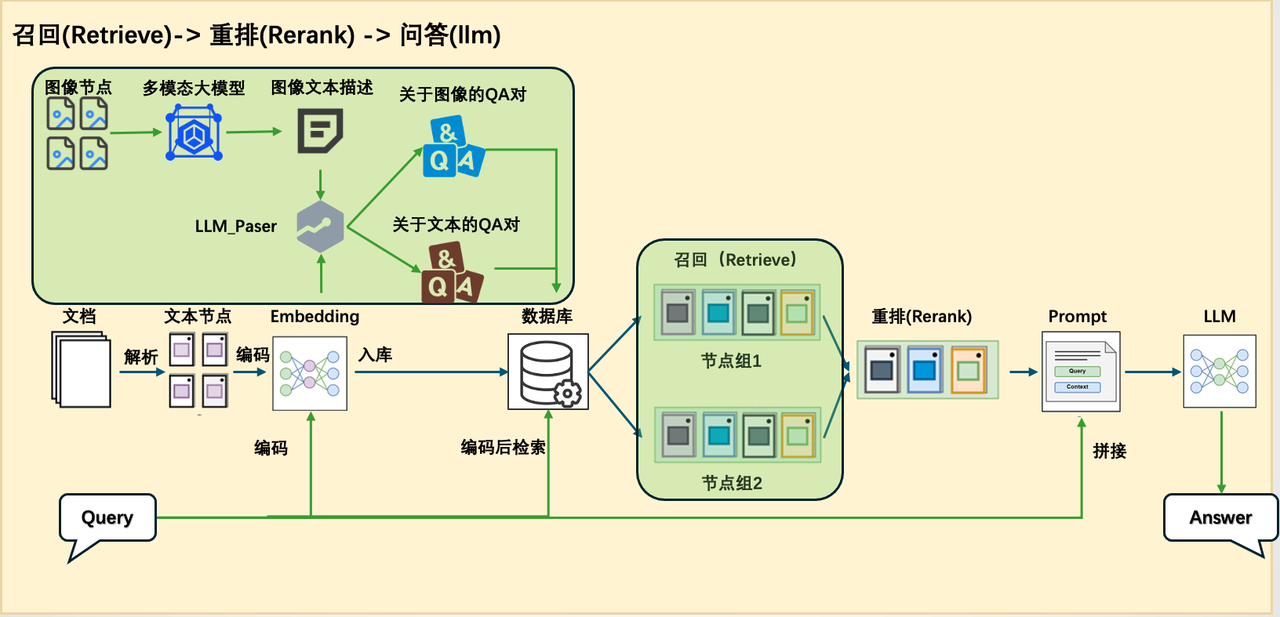 召回(Retrieve)-> 重排(Rerank) -> 问答(llm)
图像节点
多模态大模型
图像文本描述
关于图像的QA对
&
Q A
LLM_Paser
关于文本的QA对
&
Q A
文档
解析
文本节点
编码
Embedding
入库
数据库
召回（Retrieve）
节点组1
节点组2
重排(Rerank)
Prompt
Query
Context
LLM
编码
编码后检索
拼接
Query
Answer